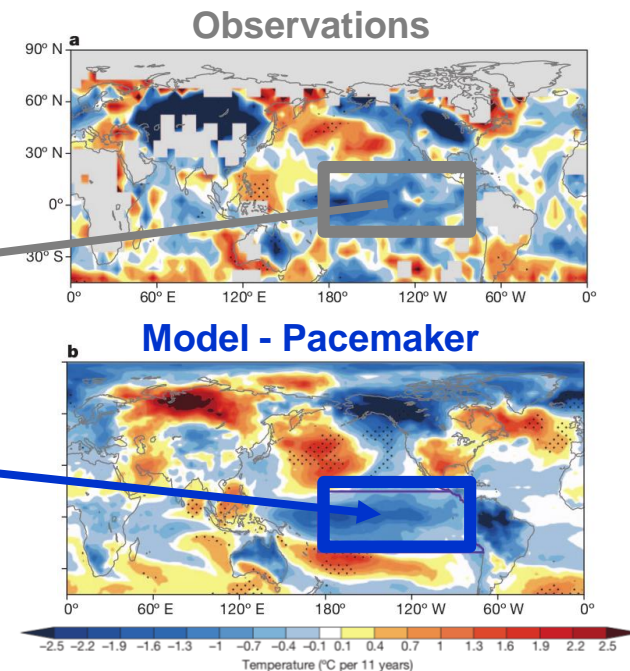 Observations
a
90° N
60° N
30° N
0°
30° S
0° 60° E 120° E 180° 120° W 60° W 0°
Model - Pacemaker
b
0° 60° E 120° E 180° 120° W 60° W 0°
-2.5 -2.2 -1.9 -1.6 -1.3 -1 -0.7 -0.4 -0.1 0.1 0.4 0.7 1 1.3 1.6 1.9 2.2 2.5
Temperature (°C per 11 years)